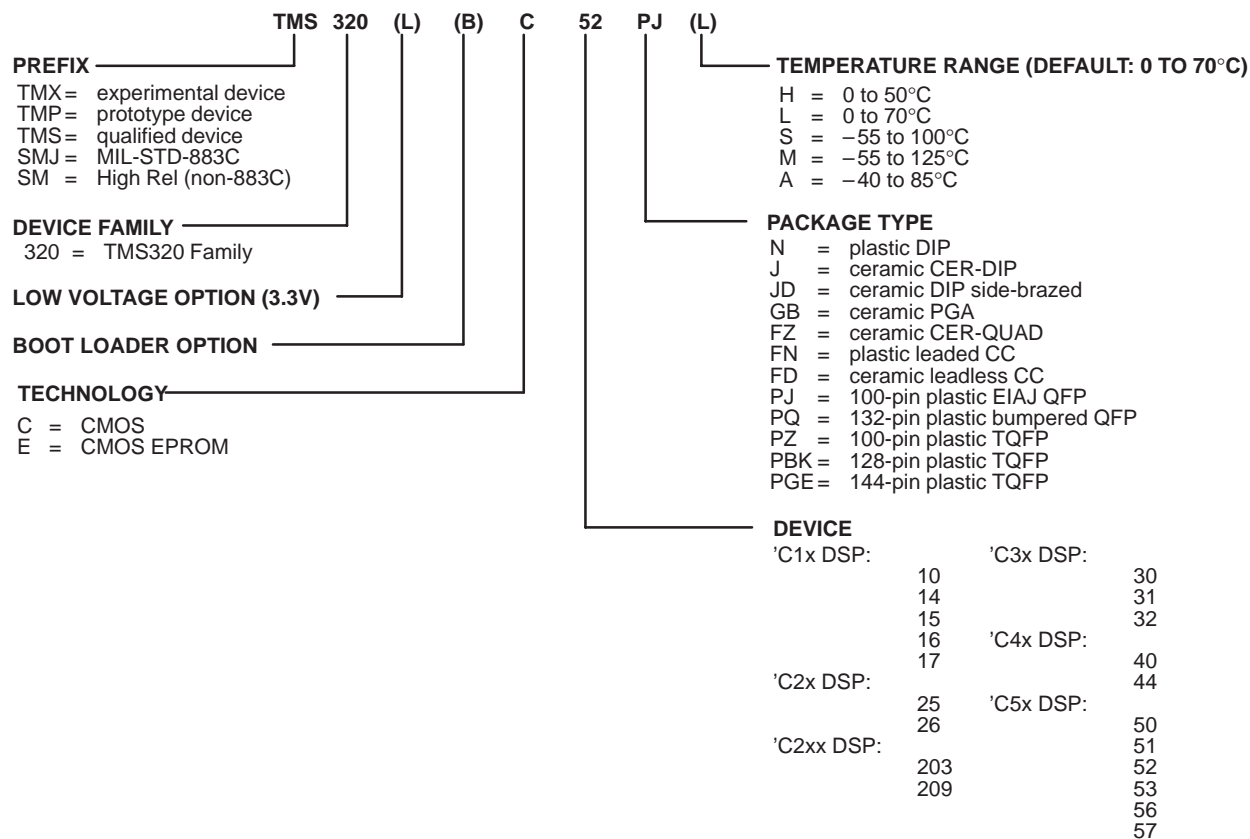 TMS 320 (L) (B) C 52 PJ (L)
PREFIX
TMX = experimental device
TMP = prototype device
TMS = qualified device
SMJ = MIL-STD-883C
SM = High Rel (non-883C)
DEVICE FAMILY
320 = TMS320 Family
LOW VOLTAGE OPTION (3.3V)
BOOT LOADER OPTION
TECHNOLOGY
C = CMOS
E = CMOS EPROM
TEMPERATURE RANGE (DEFAULT: 0 TO 70°C)
H = 0 to 50°C
L = 0 to 70°C
S = –55 to 100°C
M = –55 to 125°C
A = –40 to 85°C
PACKAGE TYPE
N = plastic DIP
J = ceramic CER-DIP
JD = ceramic DIP side-brazed
GB = ceramic PGA
FZ = ceramic CER-QUAD
FN = plastic leaded CC
FD = ceramic leadless CC
PJ = 100-pin plastic EIAJ QFP
PQ = 132-pin plastic bumpered QFP
PZ = 100-pin plastic TQFP
PBK = 128-pin plastic TQFP
PGE = 144-pin plastic TQFP
DEVICE
’C1x DSP:
10
14
15
16
17
’C2x DSP:
25
26
’C2xx DSP:
203
209
’C3x DSP:
30
31
32
’C4x DSP:
40
44
’C5x DSP:
50
51
52
53
56
57